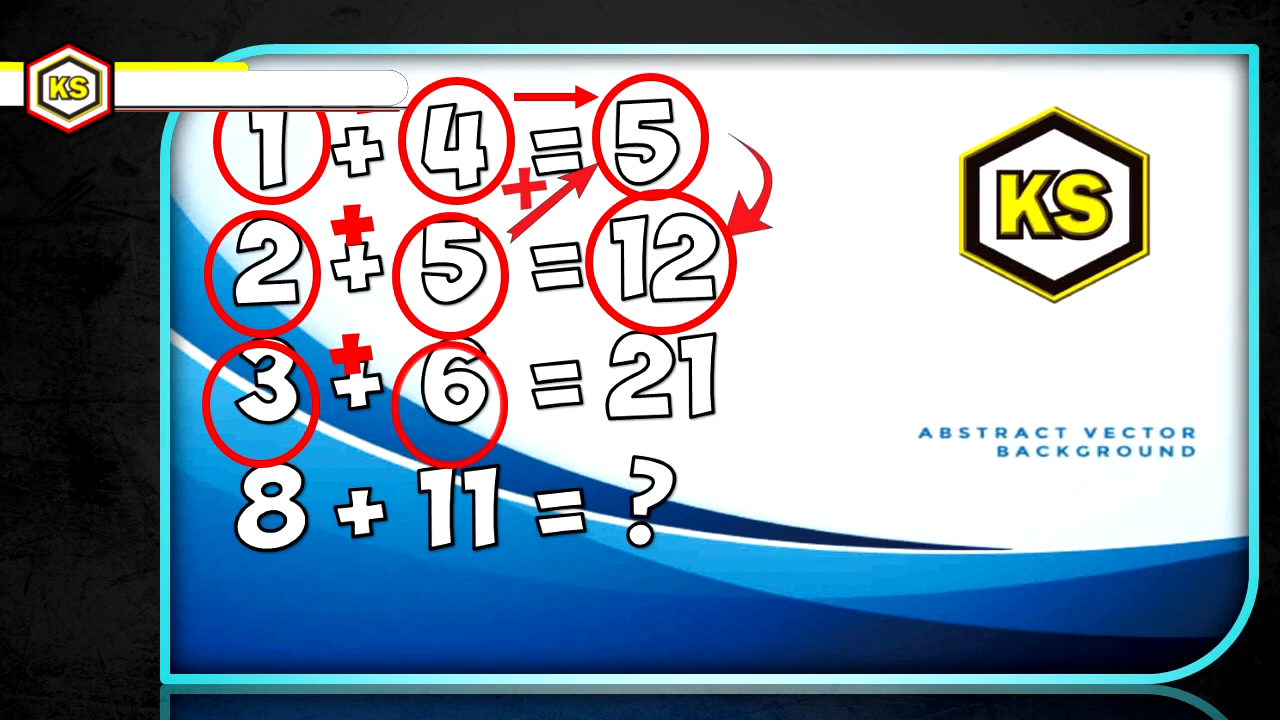 KS
1 + 4 = 5
+
+
2 + 5 = 12
+
3 + 6 = 21
8 + 11 = ?
KS
ABSTRACT VECTOR
BACKGROUND